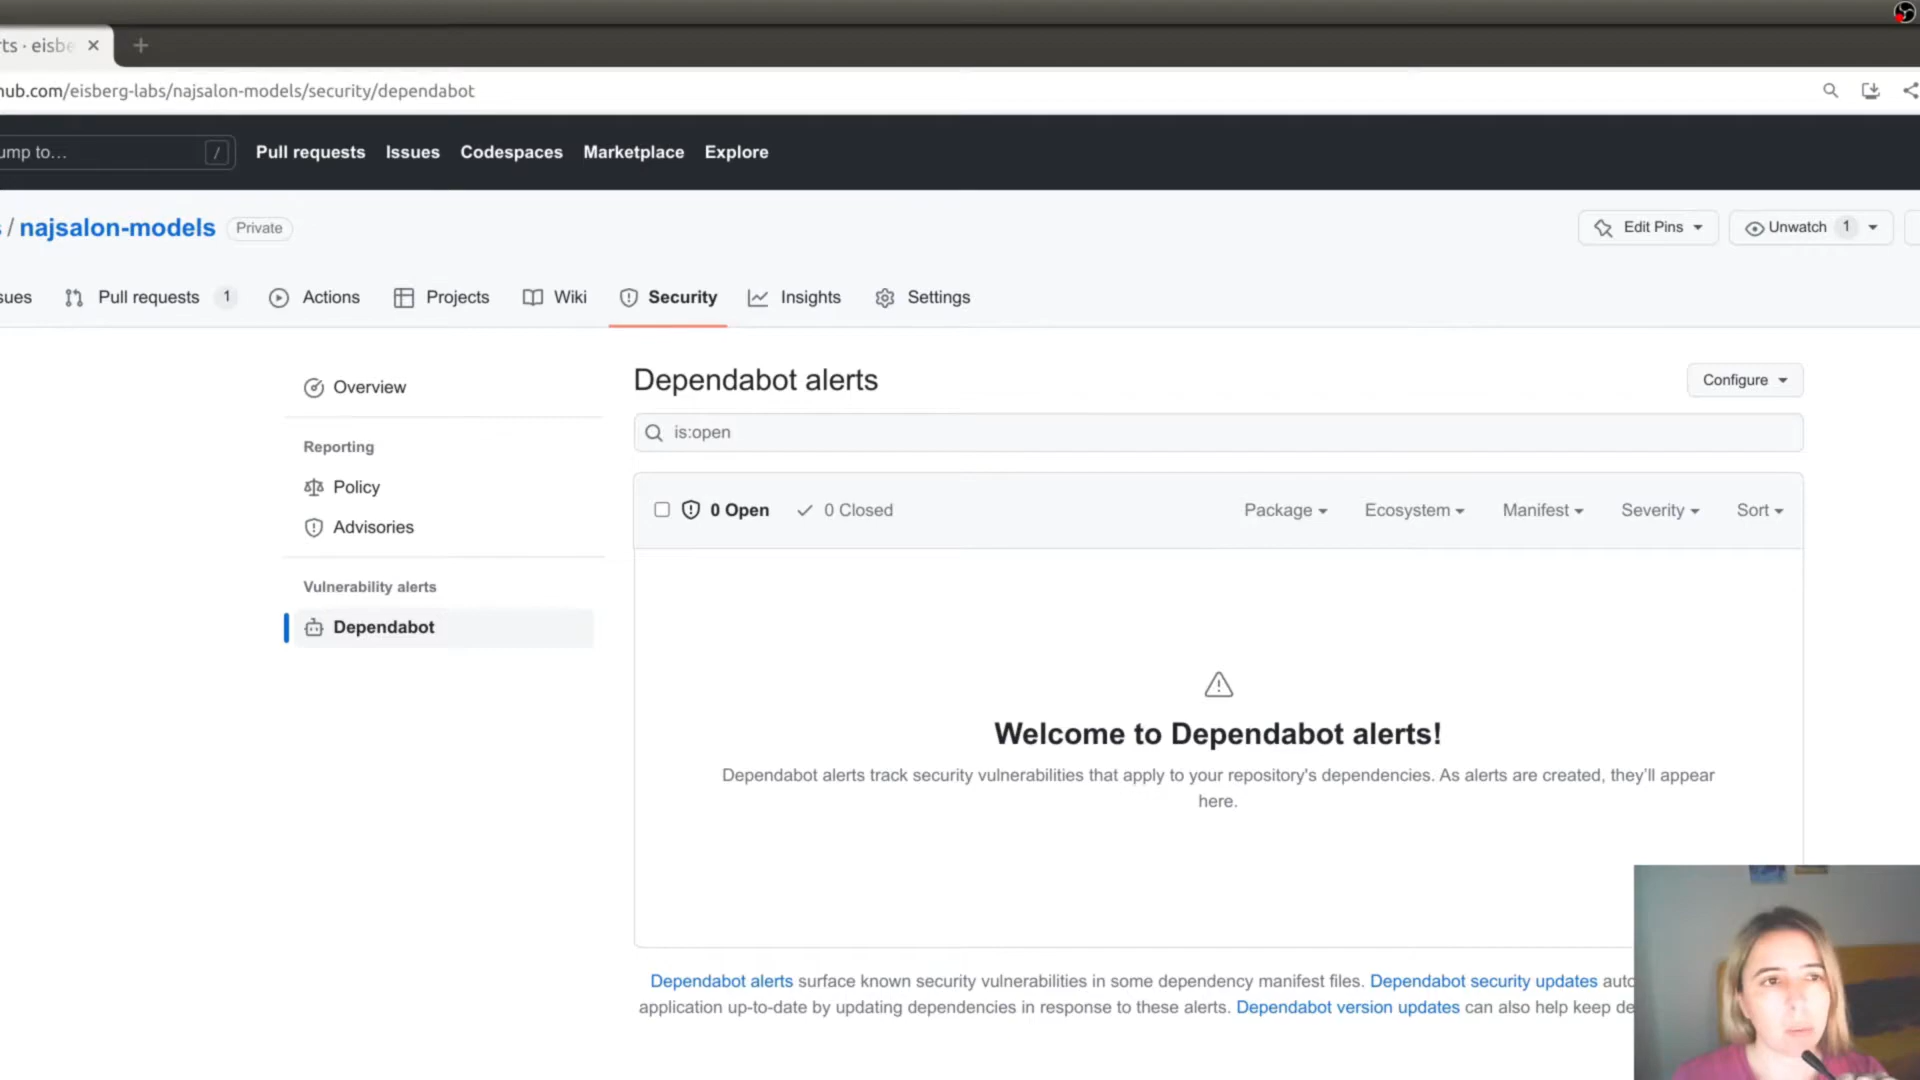 ts · eisbe
hub.com/eisberg-labs/najsalon-models/security/dependabot
ump to… / Pull requests Issues Codespaces Marketplace Explore
/ najsalon-models Private Edit Pins Unwatch 1
sues Pull requests 1 Actions Projects Wiki Security Insights Settings
Overview
Reporting
Policy
Advisories
Vulnerability alerts
Dependabot
Dependabot alerts Configure
is:open
0 Open 0 Closed Package Ecosystem Manifest Severity Sort
Welcome to Dependabot alerts!
Dependabot alerts track security vulnerabilities that apply to your repository's dependencies. As alerts are created, they'll appear
here.
Dependabot alerts surface known security vulnerabilities in some dependency manifest files. Dependabot security updates auto
application up-to-date by updating dependencies in response to these alerts. Dependabot version updates can also help keep de